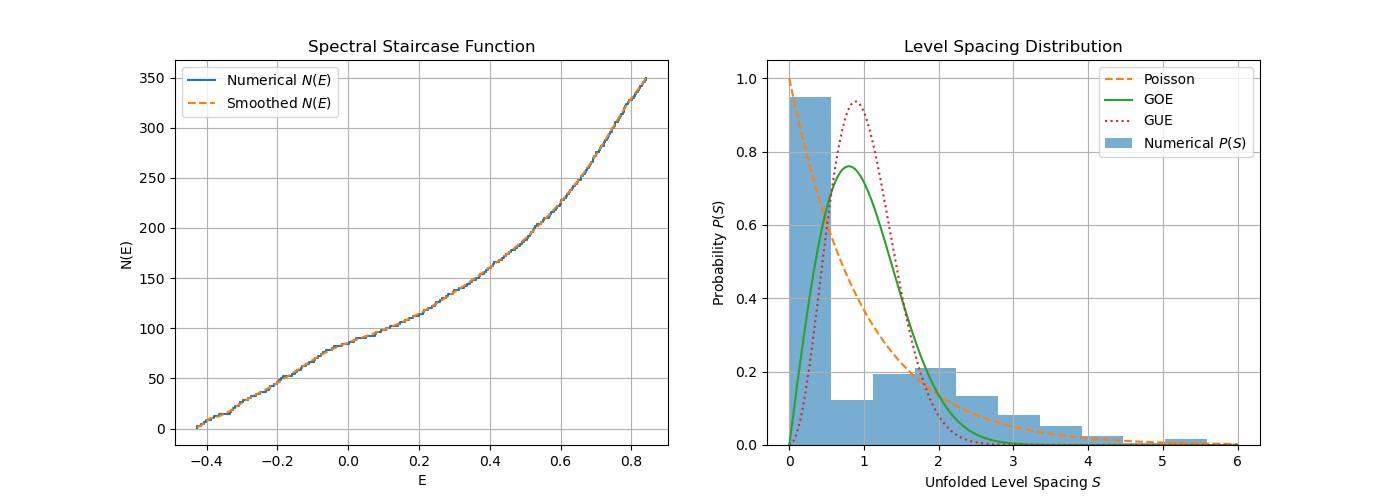 Spectral Staircase Function
Numerical N(E)
Smoothed N(E)
350
300
250
200
150
100
50
0
N(E)
−0.4 −0.2 0.0 0.2 0.4 0.6 0.8
E
Level Spacing Distribution
Poisson
GOE
GUE
Numerical P(S)
1.0
0.8
0.6
0.4
0.2
0.0
Probability P(S)
0 1 2 3 4 5 6
Unfolded Level Spacing S